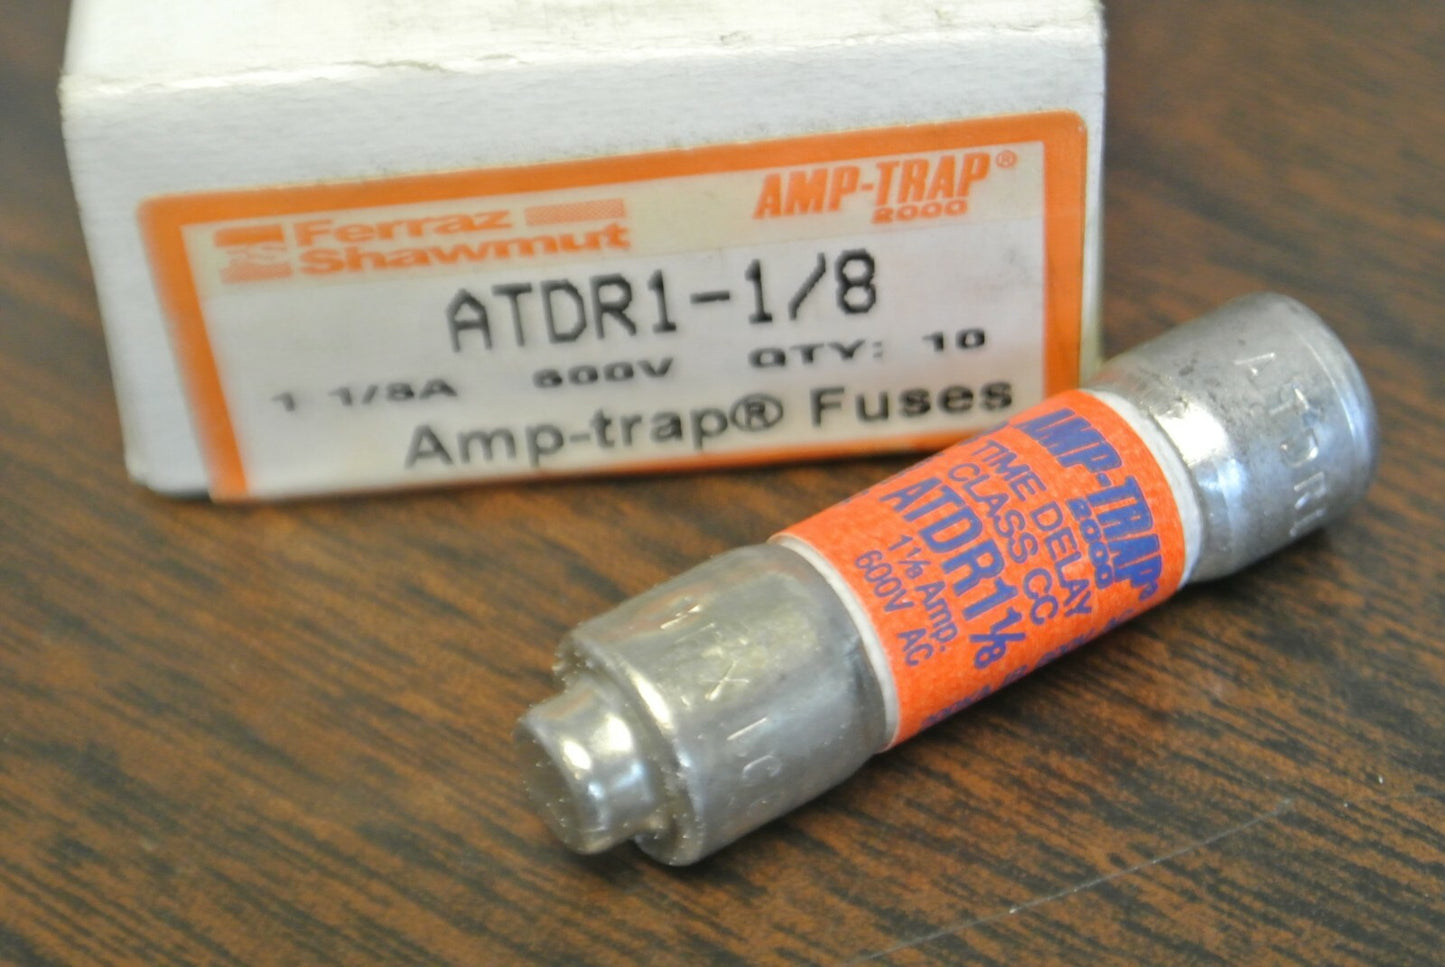 Ferraz
Shawmut
AMP-TRAP®
2000
ATDR1-1/8
1 1/8A 600V QTY: 10
Amp-trap® Fuses
AMP-TRAP®
2000
TIME DELAY
CLASS CC
ATDR1⅛
1⅛ Amp.
600V AC
ATDR